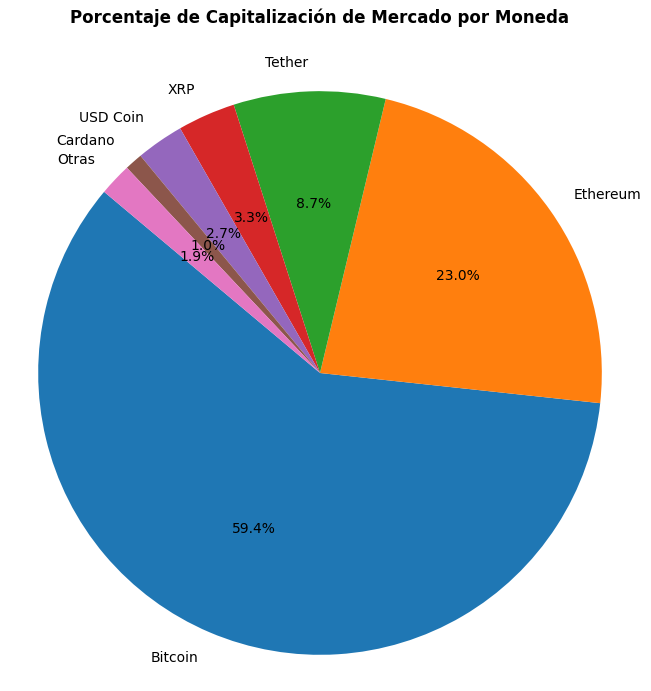 Porcentaje de Capitalización de Mercado por Moneda
Tether
XRP
USD Coin
Cardano
Otras
Ethereum
8.7%
3.3%
2.7%
1.0%
1.9%
23.0%
59.4%
Bitcoin